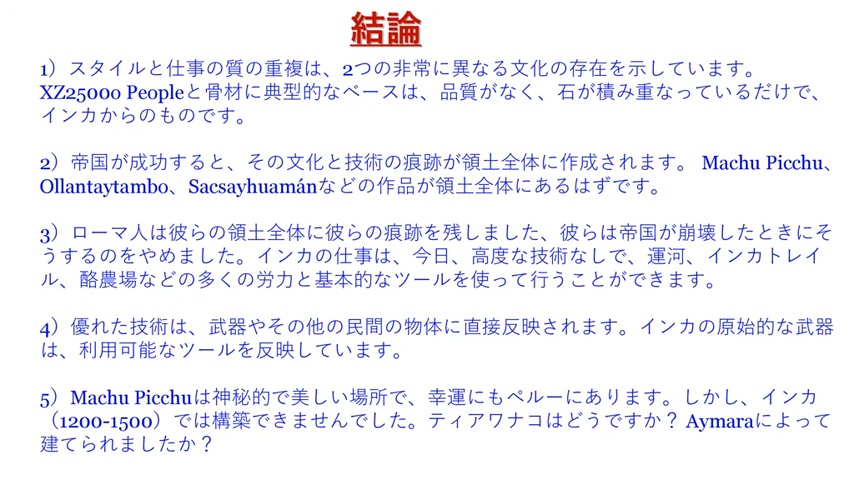 結論
1）スタイルと仕事の質の重複は、2つの非常に異なる文化の存在を示しています。
XZ25000 Peopleと骨材に典型的なベースは、品質がなく、石が積み重なっているだけで、
インカからのものです。
2）帝国が成功すると、その文化と技術の痕跡が領土全体に作成されます。 Machu Picchu、
Ollantaytambo、Sacsayhuamánなどの作品が領土全体にあるはずです。
3）ローマ人は彼らの領土全体に彼らの痕跡を残しました、彼らは帝国が崩壊したときにそ
うするのをやめました。インカの仕事は、今日、高度な技術なしで、運河、インカトレイ
ル、酪農場などの多くの労力と基本的なツールを使って行うことができます。
4）優れた技術は、武器やその他の民間の物体に直接反映されます。インカの原始的な武器
は、利用可能なツールを反映しています。
5）Machu Picchuは神秘的で美しい場所で、幸運にもペルーにあります。しかし、インカ
（1200-1500）では構築できませんでした。ティアワナコはどうですか？ Aymaraによって
建てられましたか？